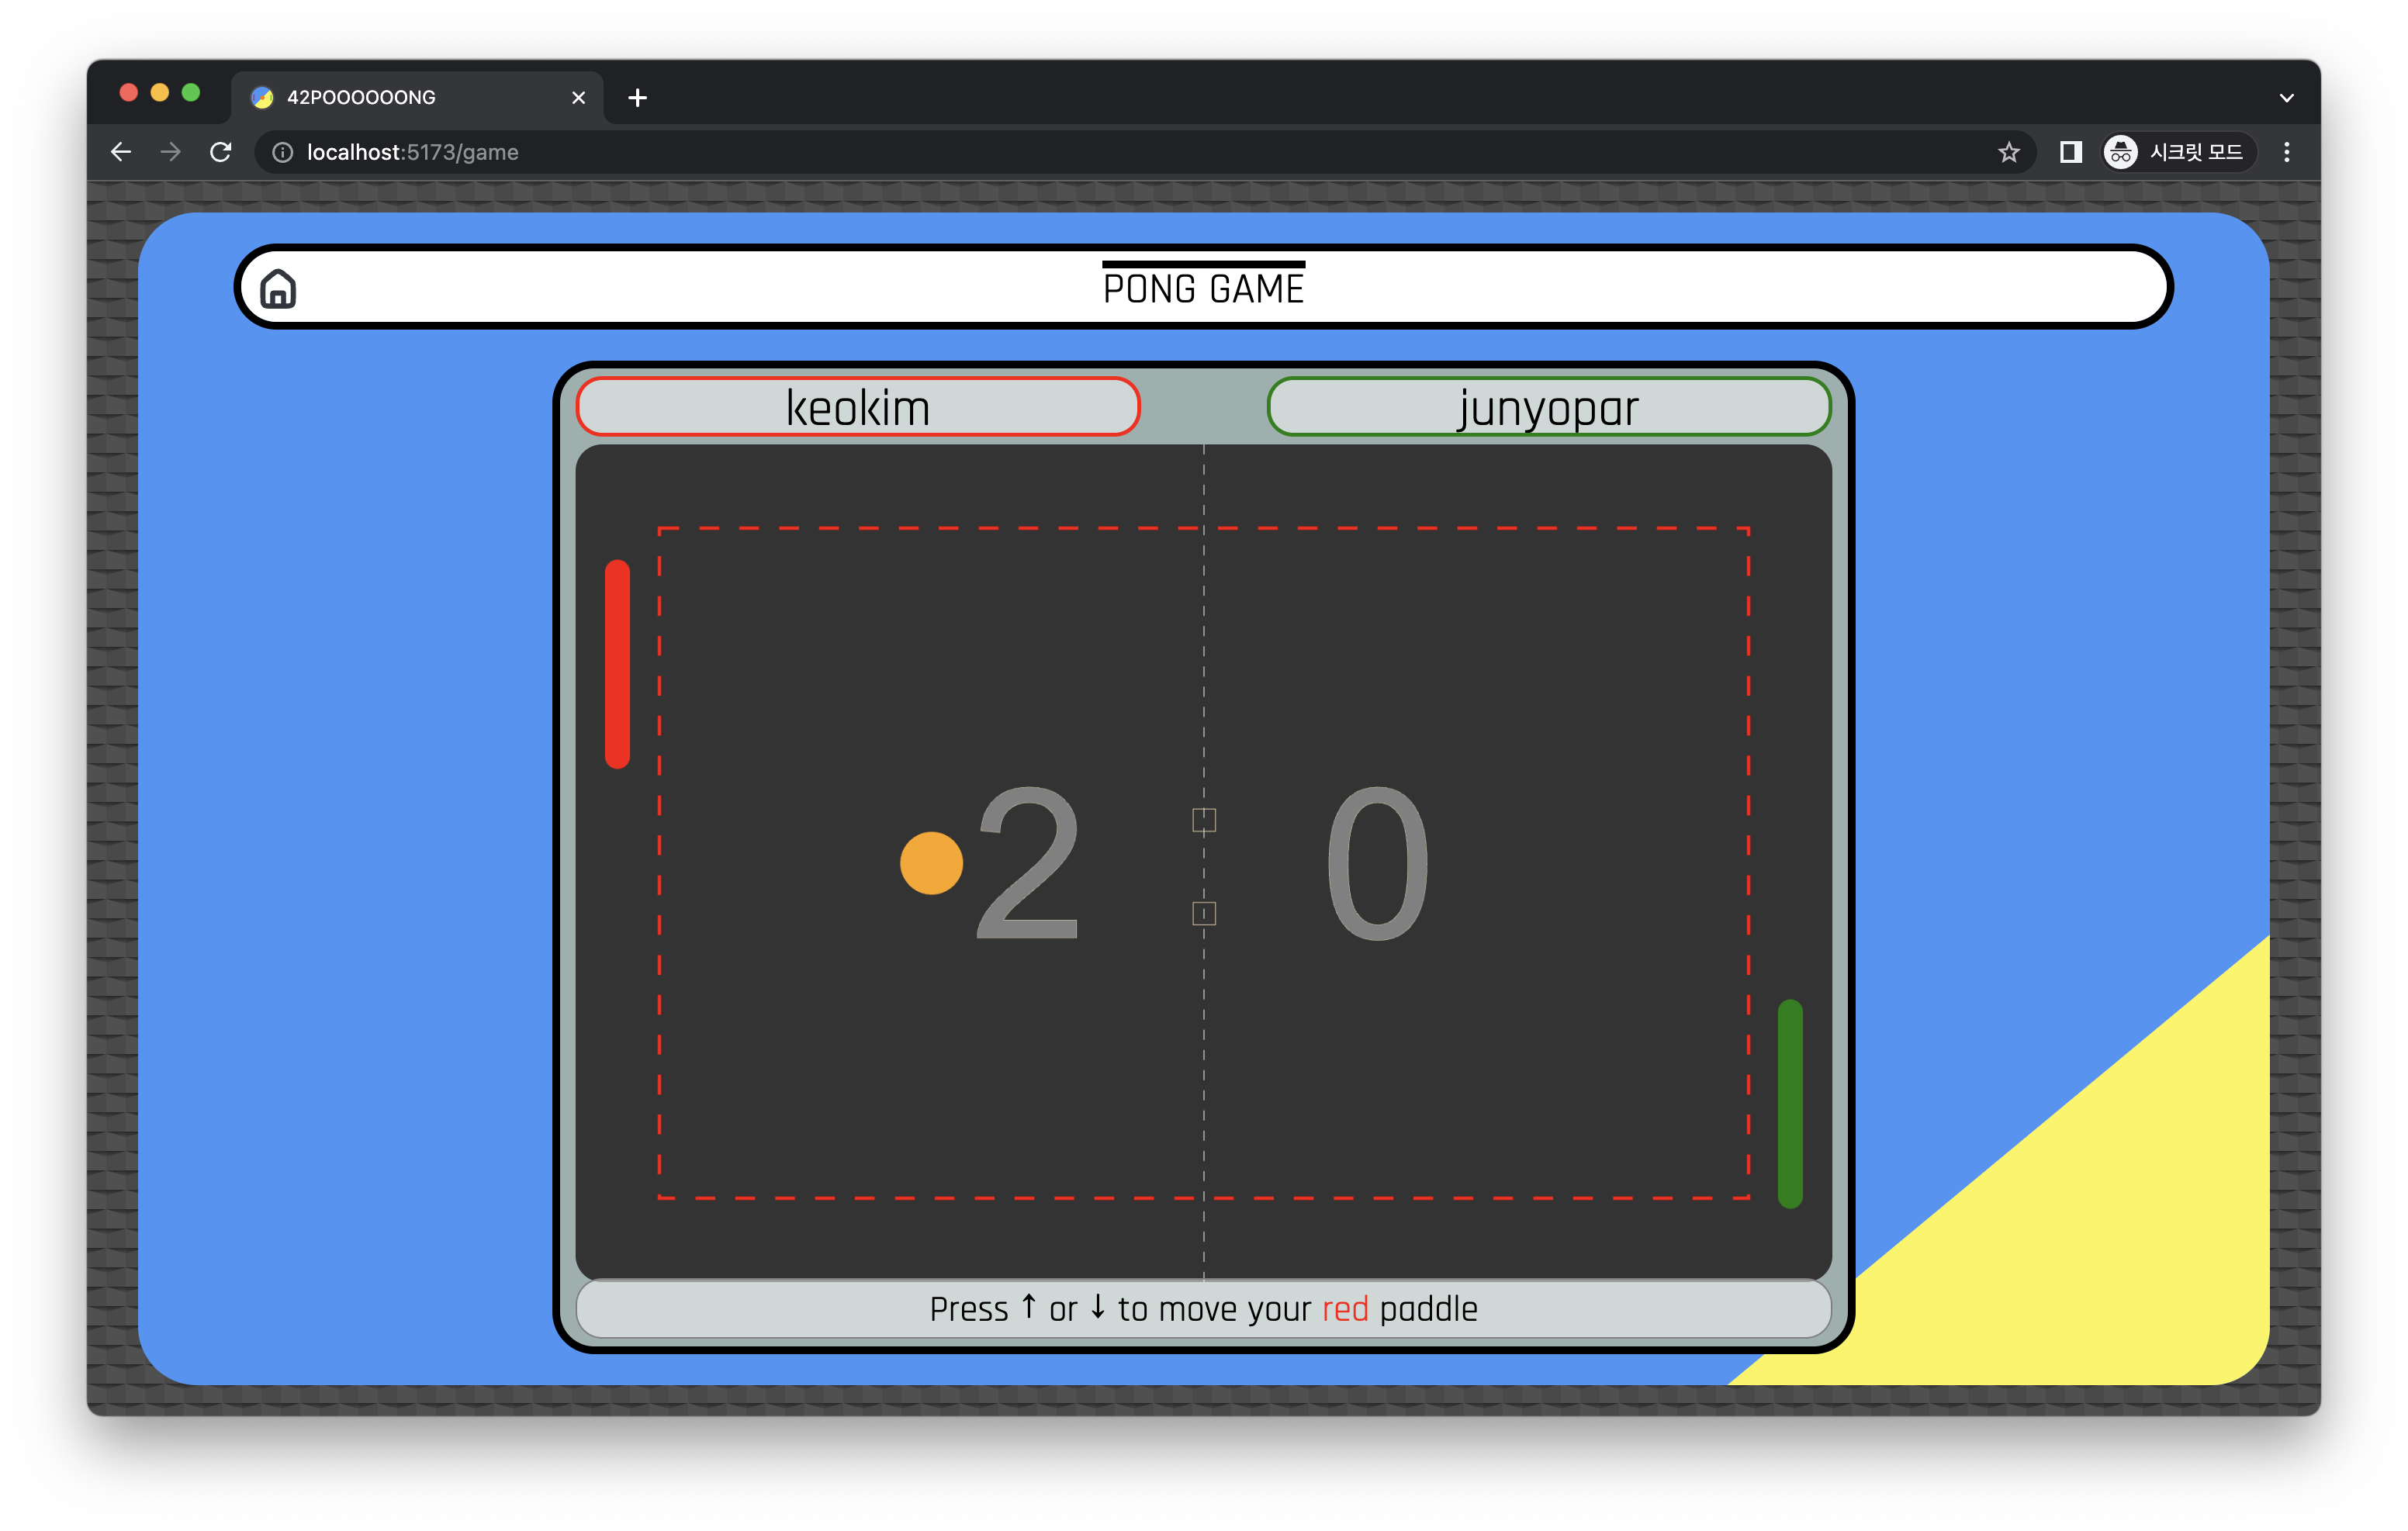 42POOOOOONG
localhost:5173/game
시크릿 모드
PONG GAME
keokim
junyopar
2 : 0
Press ↑ or ↓ to move your red paddle